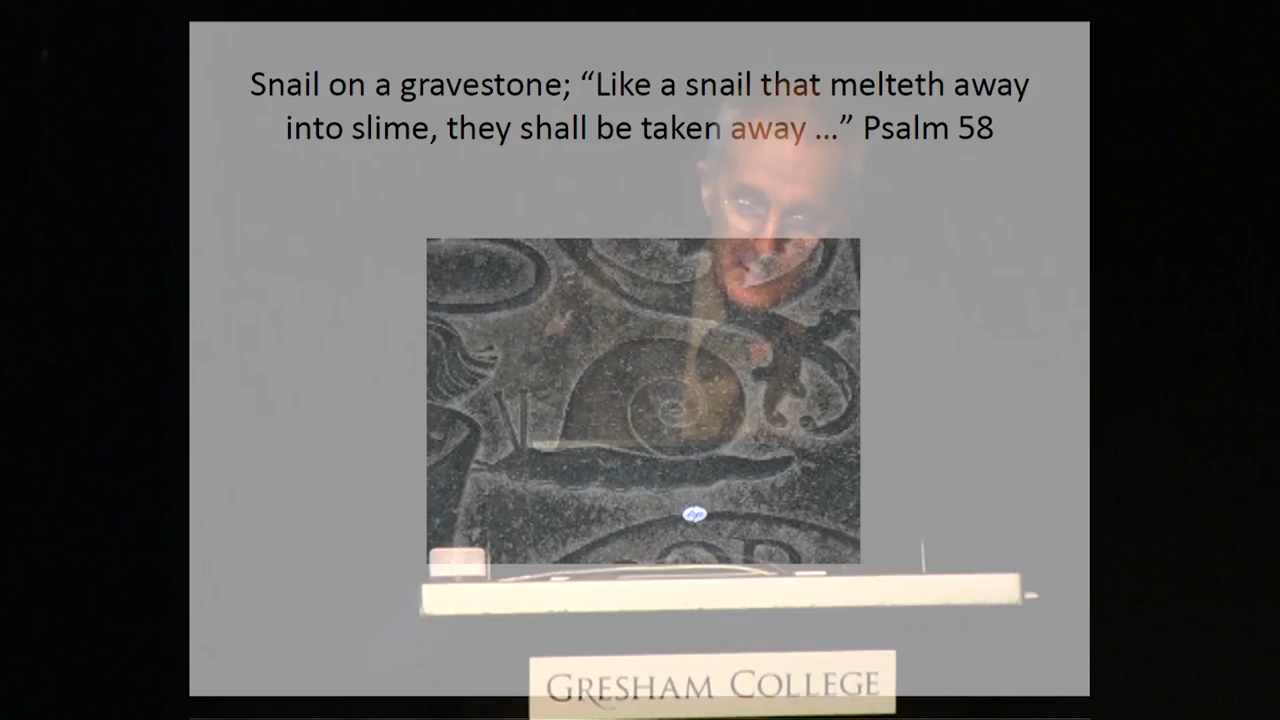 Snail on a gravestone; “Like a snail that melteth away
into slime, they shall be taken away ...” Psalm 58
hp
GRESHAM COLLEGE